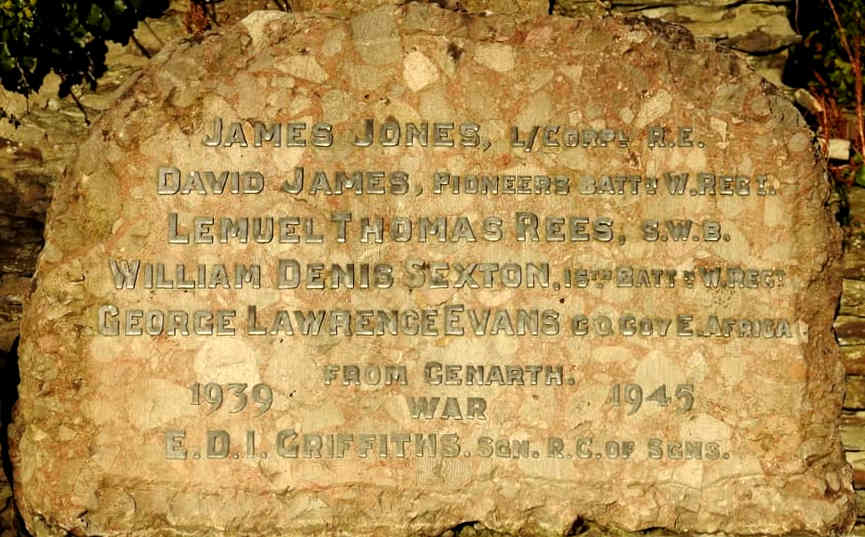 JAMES JONES, L/CORPL R.E.
DAVID JAMES, PIONEERS BATTN W.REGT.
LEMUEL THOMAS REES, S.W.B.
WILLIAM DENIS SEXTON, 15TH BATTN W.REGT
GEORGE LAWRENCE EVANS CO COY E.AFRICA.
FROM CENARTH.
1939 WAR 1945
E.D.I. GRIFFITHS. SGN. R.C. OF SGNS.